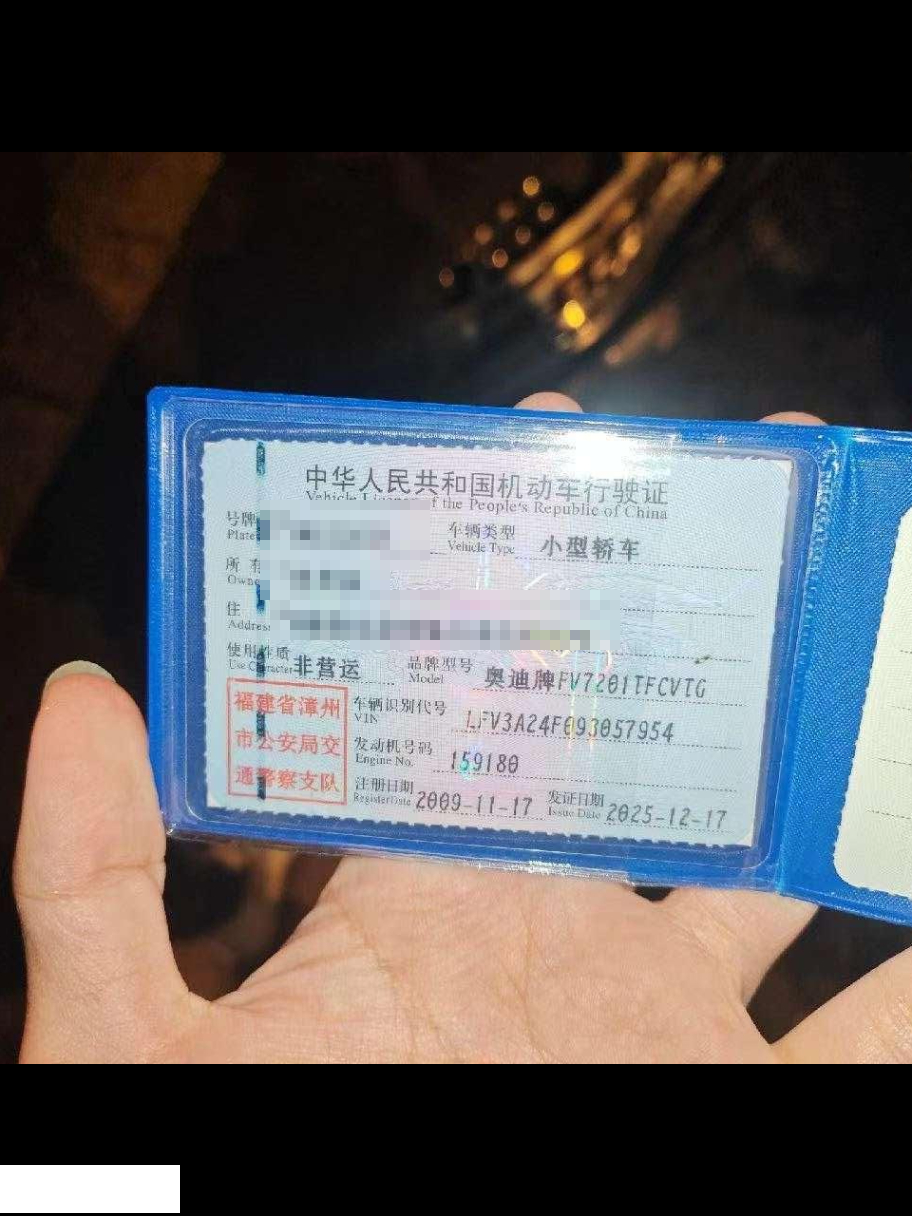 中华人民共和国机动车行驶证
Vehicle License of the People's Republic of China
号牌
Plate
车辆类型 小型轿车
Vehicle Type
所有
Owne
住
Address
使用性质 非营运
Use Character
品牌型号 奥迪牌FV7201TFCVTG
Model
福建省漳州
市公安局交
通警察支队
车辆识别代号 LFV3A24F093057954
VIN
发动机号码 159180
Engine No.
注册日期 2009-11-17
Register Date
发证日期 2025-12-17
Issue Date